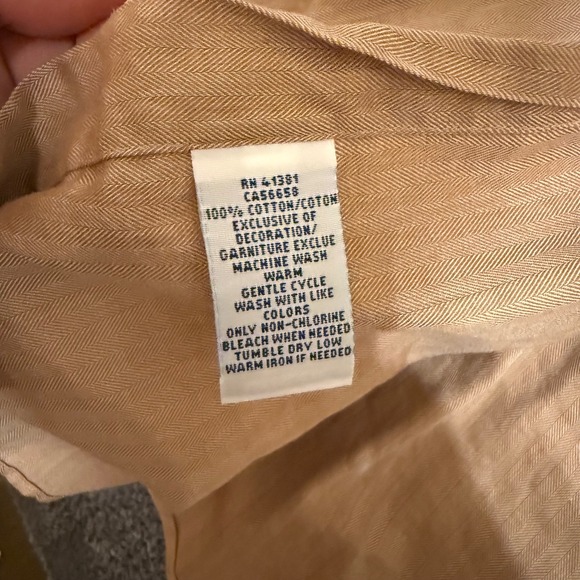 RN 41381
CA56658
100% COTTON/COTON
EXCLUSIVE OF
DECORATION/
GARNITURE EXCLUE
MACHINE WASH
WARM
GENTLE CYCLE
WASH WITH LIKE
COLORS
ONLY NON-CHLORINE
BLEACH WHEN NEEDED
TUMBLE DRY LOW
WARM IRON IF NEEDED